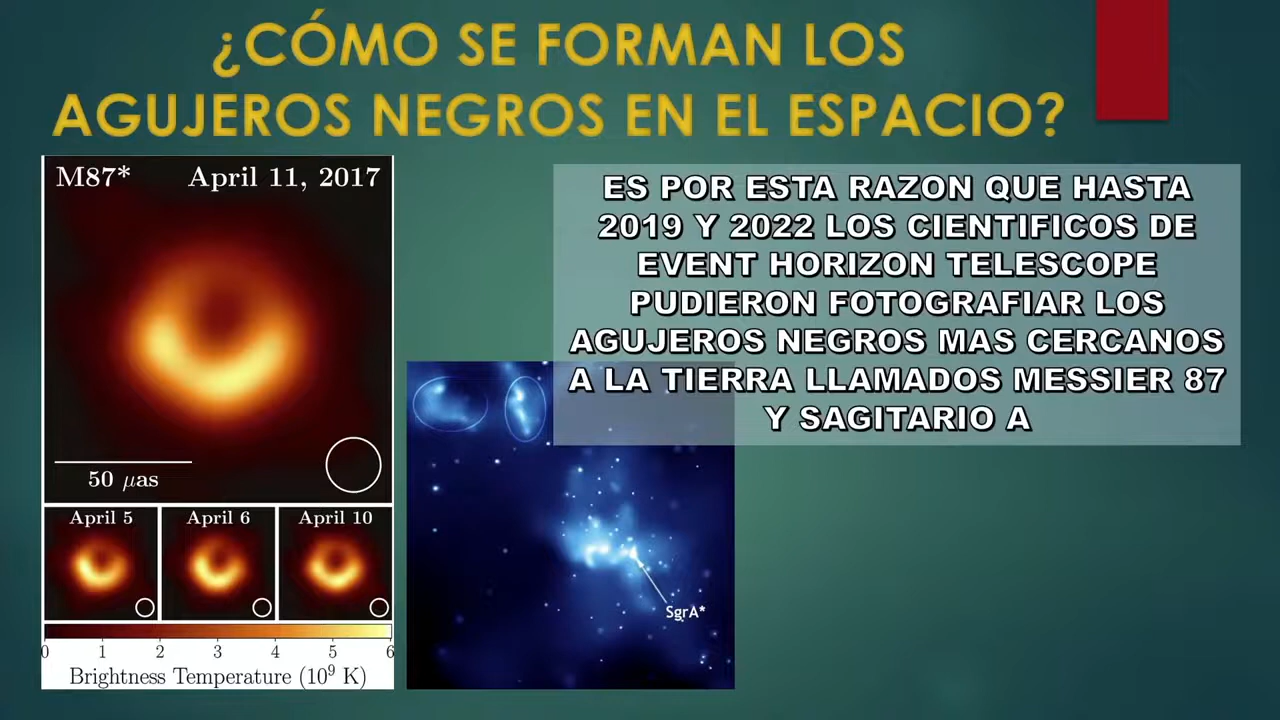 ¿CÓMO SE FORMAN LOS
AGUJEROS NEGROS EN EL ESPACIO?
M87* April 11, 2017
50 μas
April 5 April 6 April 10
0 1 2 3 4 5 6
Brightness Temperature (10⁹ K)
ES POR ESTA RAZON QUE HASTA
2019 Y 2022 LOS CIENTIFICOS DE
EVENT HORIZON TELESCOPE
PUDIERON FOTOGRAFIAR LOS
AGUJEROS NEGROS MAS CERCANOS
A LA TIERRA LLAMADOS MESSIER 87
Y SAGITARIO A
SgrA*